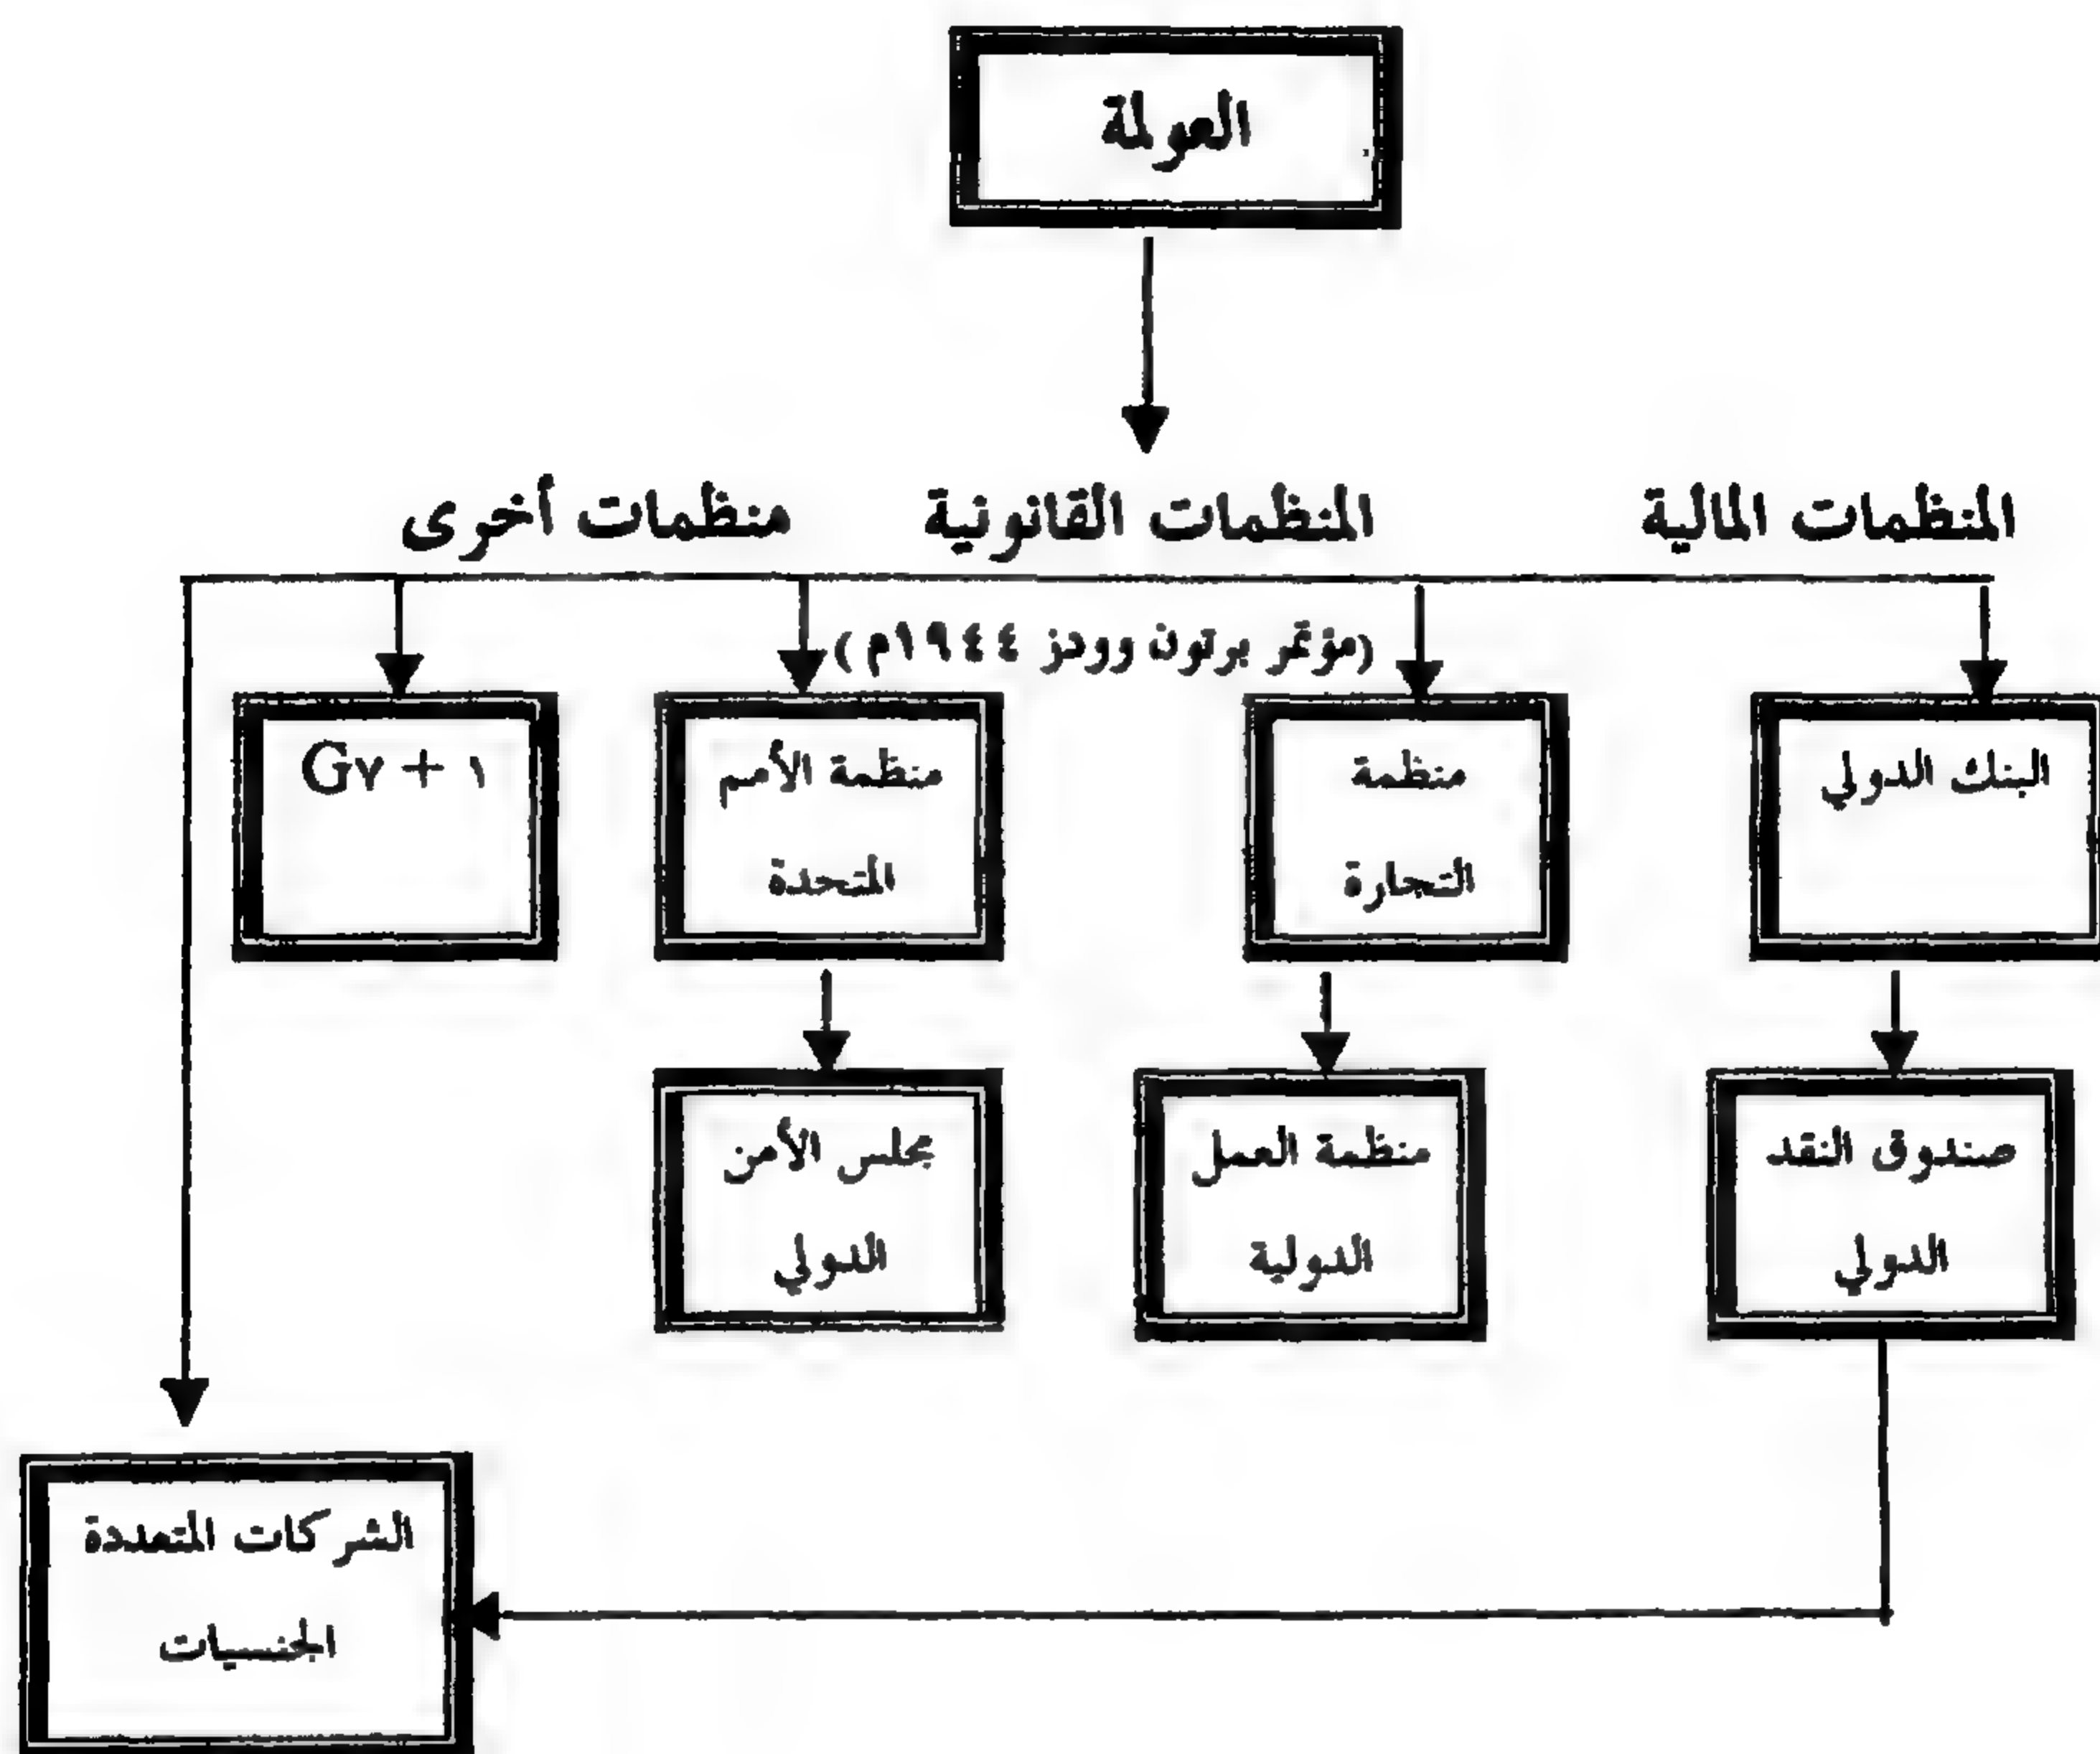 العولمة
المنظمات المالية
المنظمات القانونية
منظمات أخرى
(مؤتمر برتون وودز ١٩٤٤م)
البنك الدولي
منظمة
التجارة
منظمة الأمم
المتحدة
G٧ + ١
صندوق النقد
الدولي
منظمة العمل
الدولية
مجلس الأمن
الدولي
الشركات المتعددة
الجنسيات